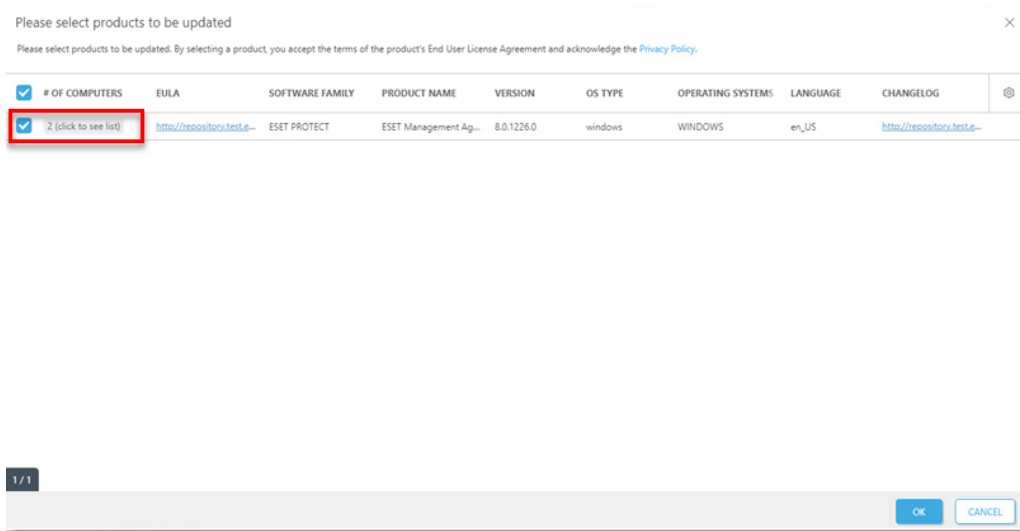 Please select products to be updated
Please select products to be updated. By selecting a product, you accept the terms of the product's End User License Agreement and acknowledge the Privacy Policy.
# OF COMPUTERS EULA SOFTWARE FAMILY PRODUCT NAME VERSION OS TYPE OPERATING SYSTEMS LANGUAGE CHANGELOG
2 (click to see list) http://repository.test.e... ESET PROTECT ESET Management Ag... 8.0.1226.0 windows WINDOWS en_US http://repository.test.e...
1 / 1
OK CANCEL